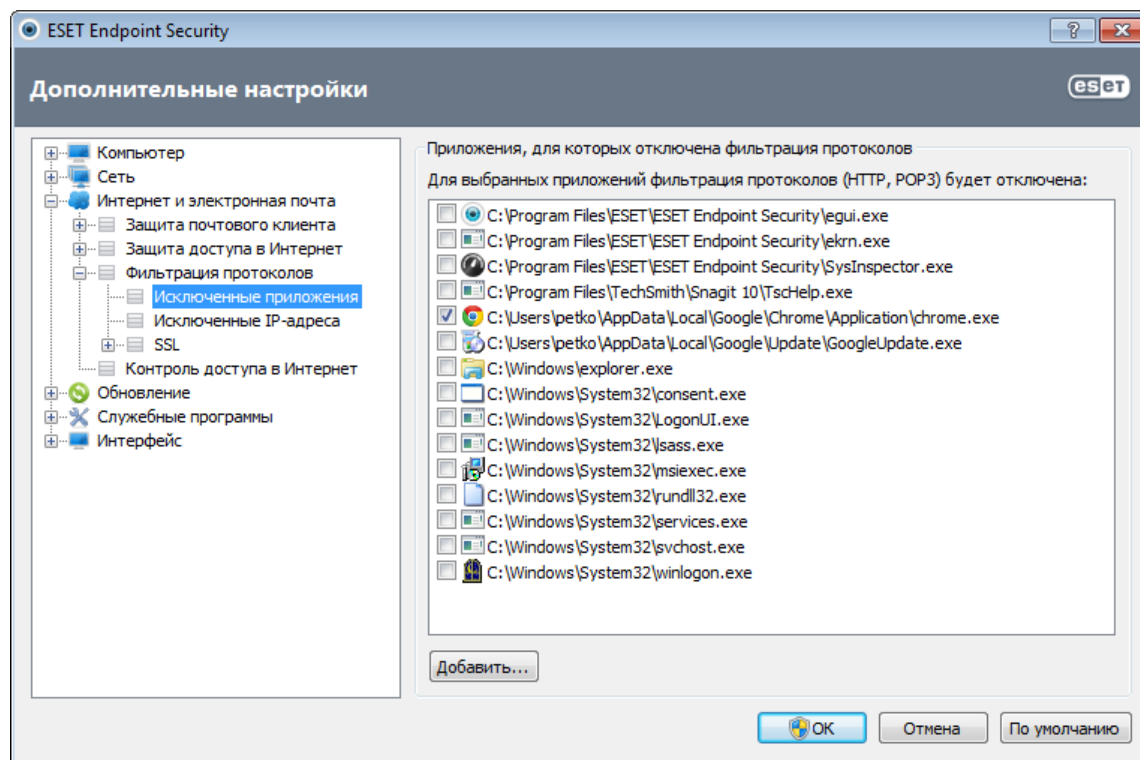 ESET Endpoint Security
Дополнительные настройки
eset
Компьютер
Сеть
Интернет и электронная почта
Защита почтового клиента
Защита доступа в Интернет
Фильтрация протоколов
Исключенные приложения
Исключенные IP-адреса
SSL
Контроль доступа в Интернет
Обновление
Служебные программы
Интерфейс
Приложения, для которых отключена фильтрация протоколов
Для выбранных приложений фильтрация протоколов (HTTP, POP3) будет отключена:
C:\Program Files\ESET\ESET Endpoint Security\egui.exe
C:\Program Files\ESET\ESET Endpoint Security\ekrn.exe
C:\Program Files\ESET\ESET Endpoint Security\SysInspector.exe
C:\Program Files\TechSmith\Snagit 10\TscHelp.exe
C:\Users\petko\AppData\Local\Google\Chrome\Application\chrome.exe
C:\Users\petko\AppData\Local\Google\Update\GoogleUpdate.exe
C:\Windows\explorer.exe
C:\Windows\System32\consent.exe
C:\Windows\System32\LogonUI.exe
C:\Windows\System32\lsass.exe
C:\Windows\System32\msiexec.exe
C:\Windows\System32\rundll32.exe
C:\Windows\System32\services.exe
C:\Windows\System32\svchost.exe
C:\Windows\System32\winlogon.exe
Добавить...
OK
Отмена
По умолчанию